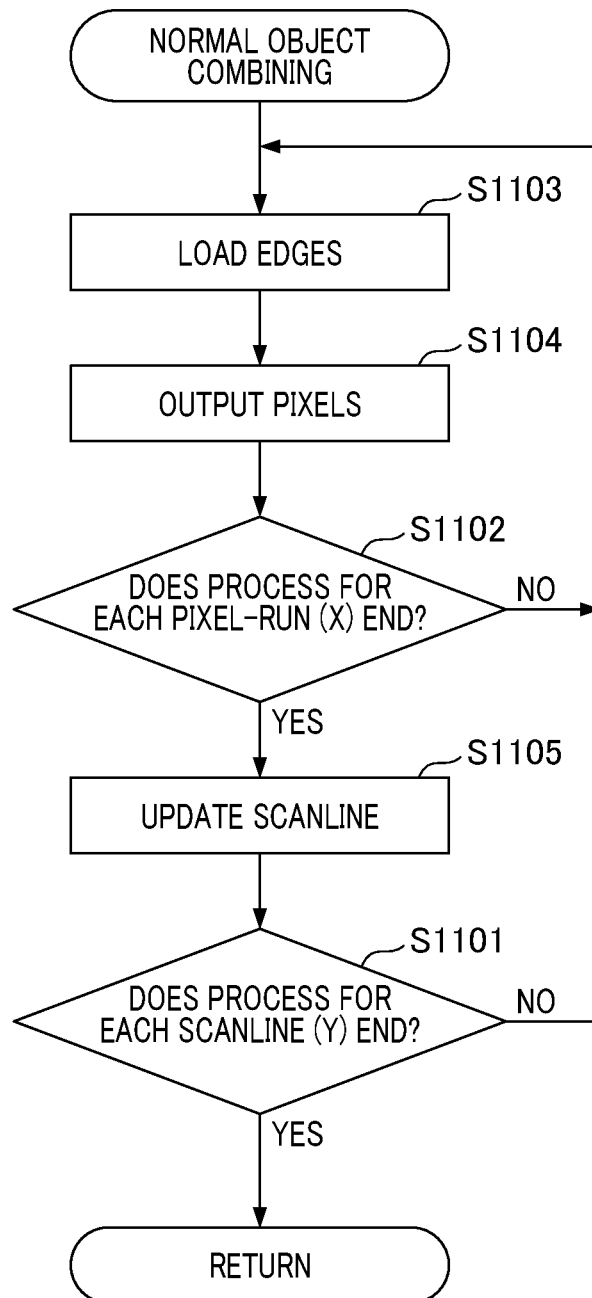 NORMAL OBJECT
COMBINING
S1103
LOAD EDGES
S1104
OUTPUT PIXELS
S1102
DOES PROCESS FOR
EACH PIXEL-RUN (X) END?
NO
YES
S1105
UPDATE SCANLINE
S1101
DOES PROCESS FOR
EACH SCANLINE (Y) END?
NO
YES
RETURN